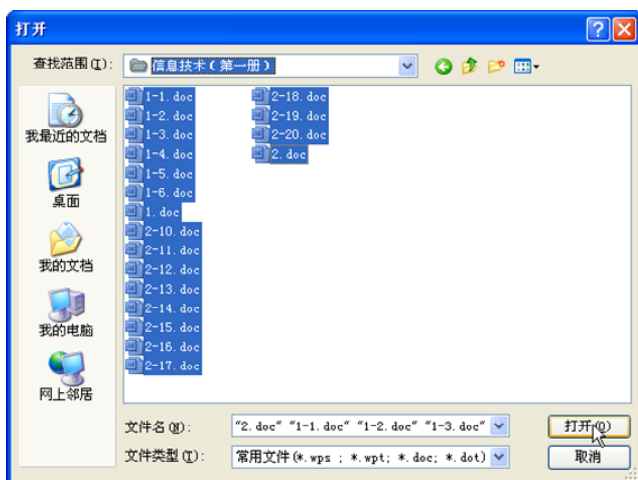 打开
查找范围(I):
信息技术(第一册)
我最近的文档
桌面
我的文档
我的电脑
网上邻居
1-1.doc
1-2.doc
1-3.doc
1-4.doc
1-5.doc
1-6.doc
1.doc
2-10.doc
2-11.doc
2-12.doc
2-13.doc
2-14.doc
2-15.doc
2-16.doc
2-17.doc
2-18.doc
2-19.doc
2-20.doc
2.doc
文件名(N):
"2.doc" "1-1.doc" "1-2.doc" "1-3.doc"
打开(O)
文件类型(T):
常用文件(*.wps ; *.wpt; *.doc; *.dot)
取消